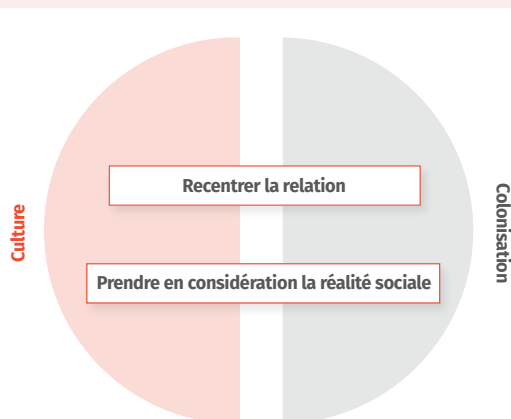 Culture
Recentrer la relation
Prendre en considération la réalité sociale
Colonisation